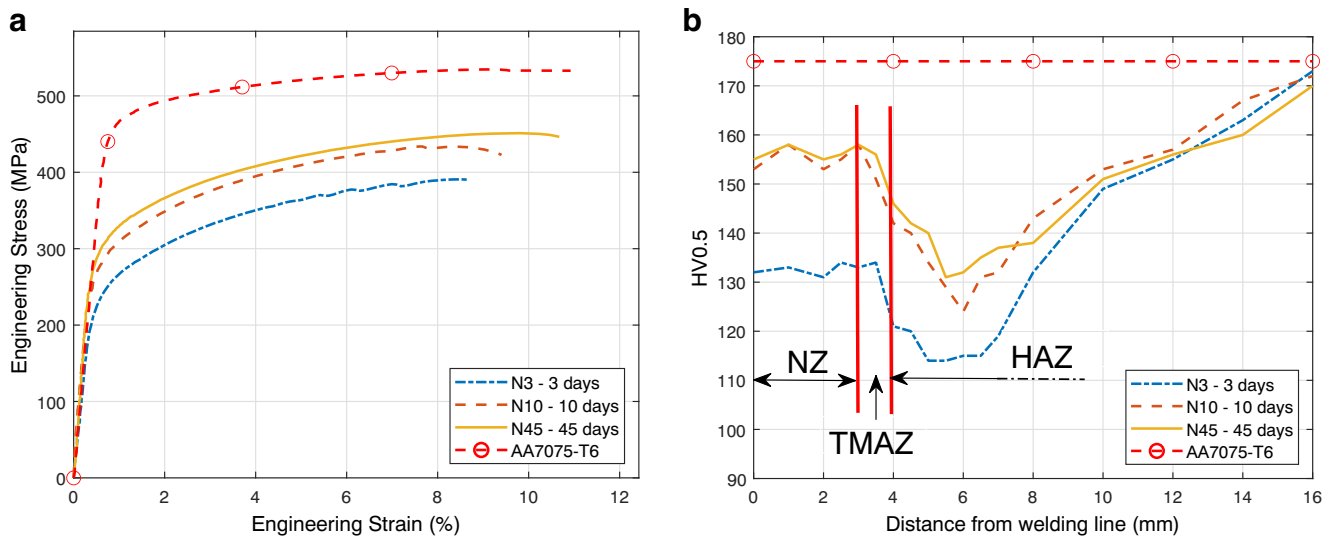 a
Engineering Stress (MPa)
500
400
300
200
100
0
0 2 4 6 8 10 12
Engineering Strain (%)
N3 - 3 days
N10 - 10 days
N45 - 45 days
AA7075-T6
b
HV0.5
180
170
160
150
140
130
120
110
100
90
0 2 4 6 8 10 12 14 16
Distance from welding line (mm)
NZ
TMAZ
HAZ
N3 - 3 days
N10 - 10 days
N45 - 45 days
AA7075-T6